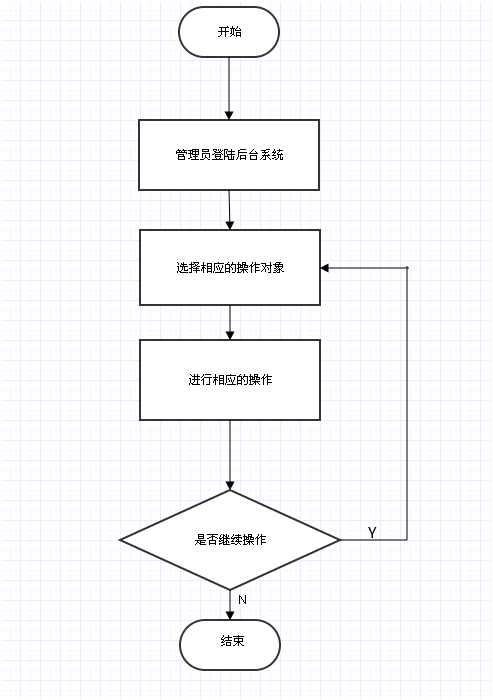 开始
管理员登陆后台系统
选择相应的操作对象
进行相应的操作
是否继续操作
Y
N
结束